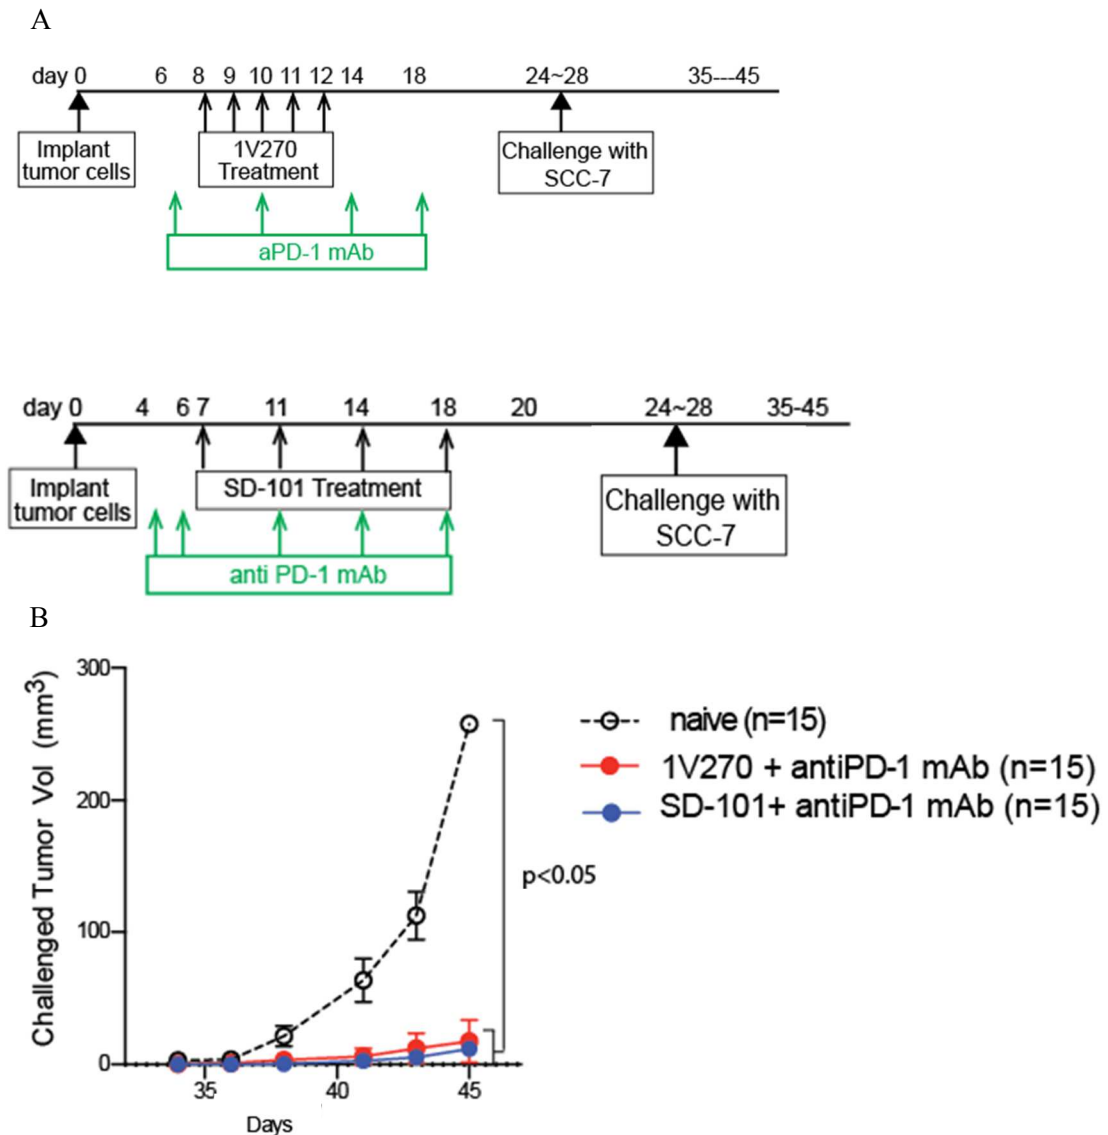 A
day 0 6 8 9 10 11 12 14 18 24~28 35---45
Implant
tumor cells
1V270
Treatment
Challenge with
SCC-7
aPD-1 mAb
day 0 4 6 7 11 14 18 20 24~28 35-45
Implant
tumor cells
SD-101 Treatment
Challenge with
SCC-7
anti PD-1 mAb
B
Challenged Tumor Vol (mm³)
300
200
100
0
35 40 45
Days
naive (n=15)
1V270 + antiPD-1 mAb (n=15)
SD-101+ antiPD-1 mAb (n=15)
p<0.05